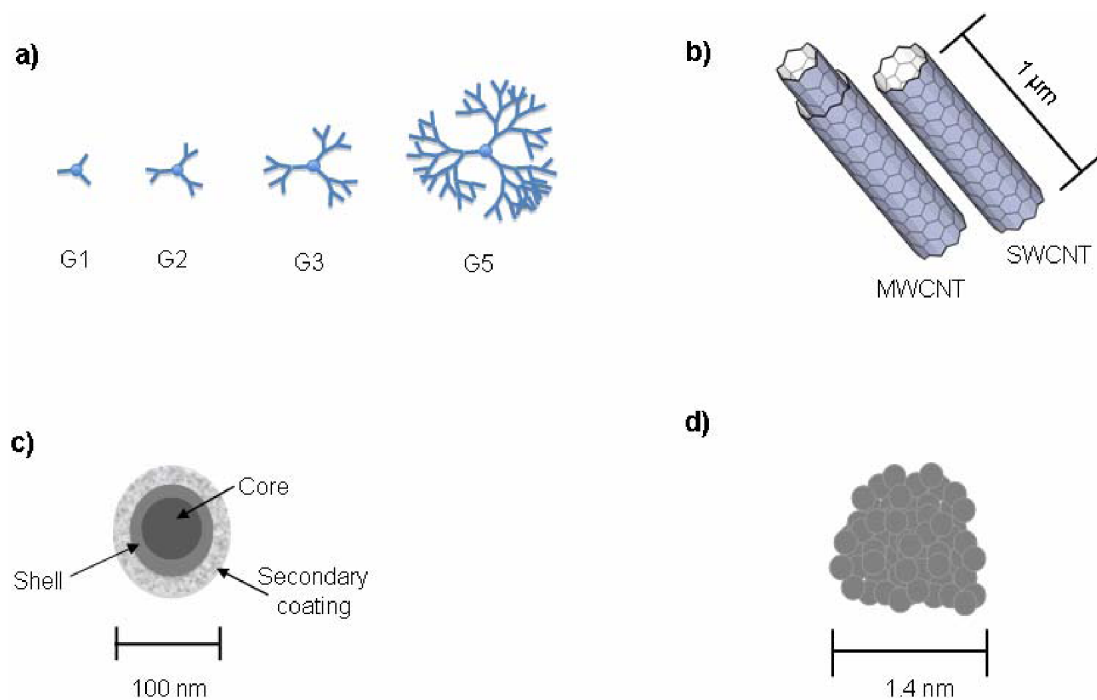 a)
G1
G2
G3
G5
b)
1 µm
SWCNT
MWCNT
c)
Core
Shell
Secondary
coating
100 nm
d)
1.4 nm